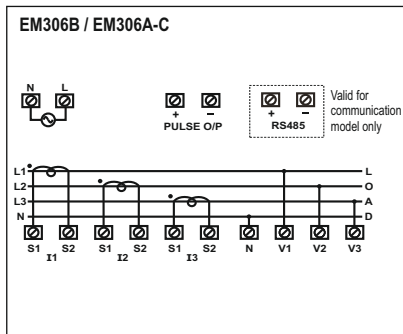 EM306B / EM306A-C
N L
+ −
PULSE O/P
+ −
RS485
Valid for
communication
model only
L1 L
L2 O
L3 A
N D
S1 S2 S1 S2 S1 S2 N V1 V2 V3
I1 I2 I3